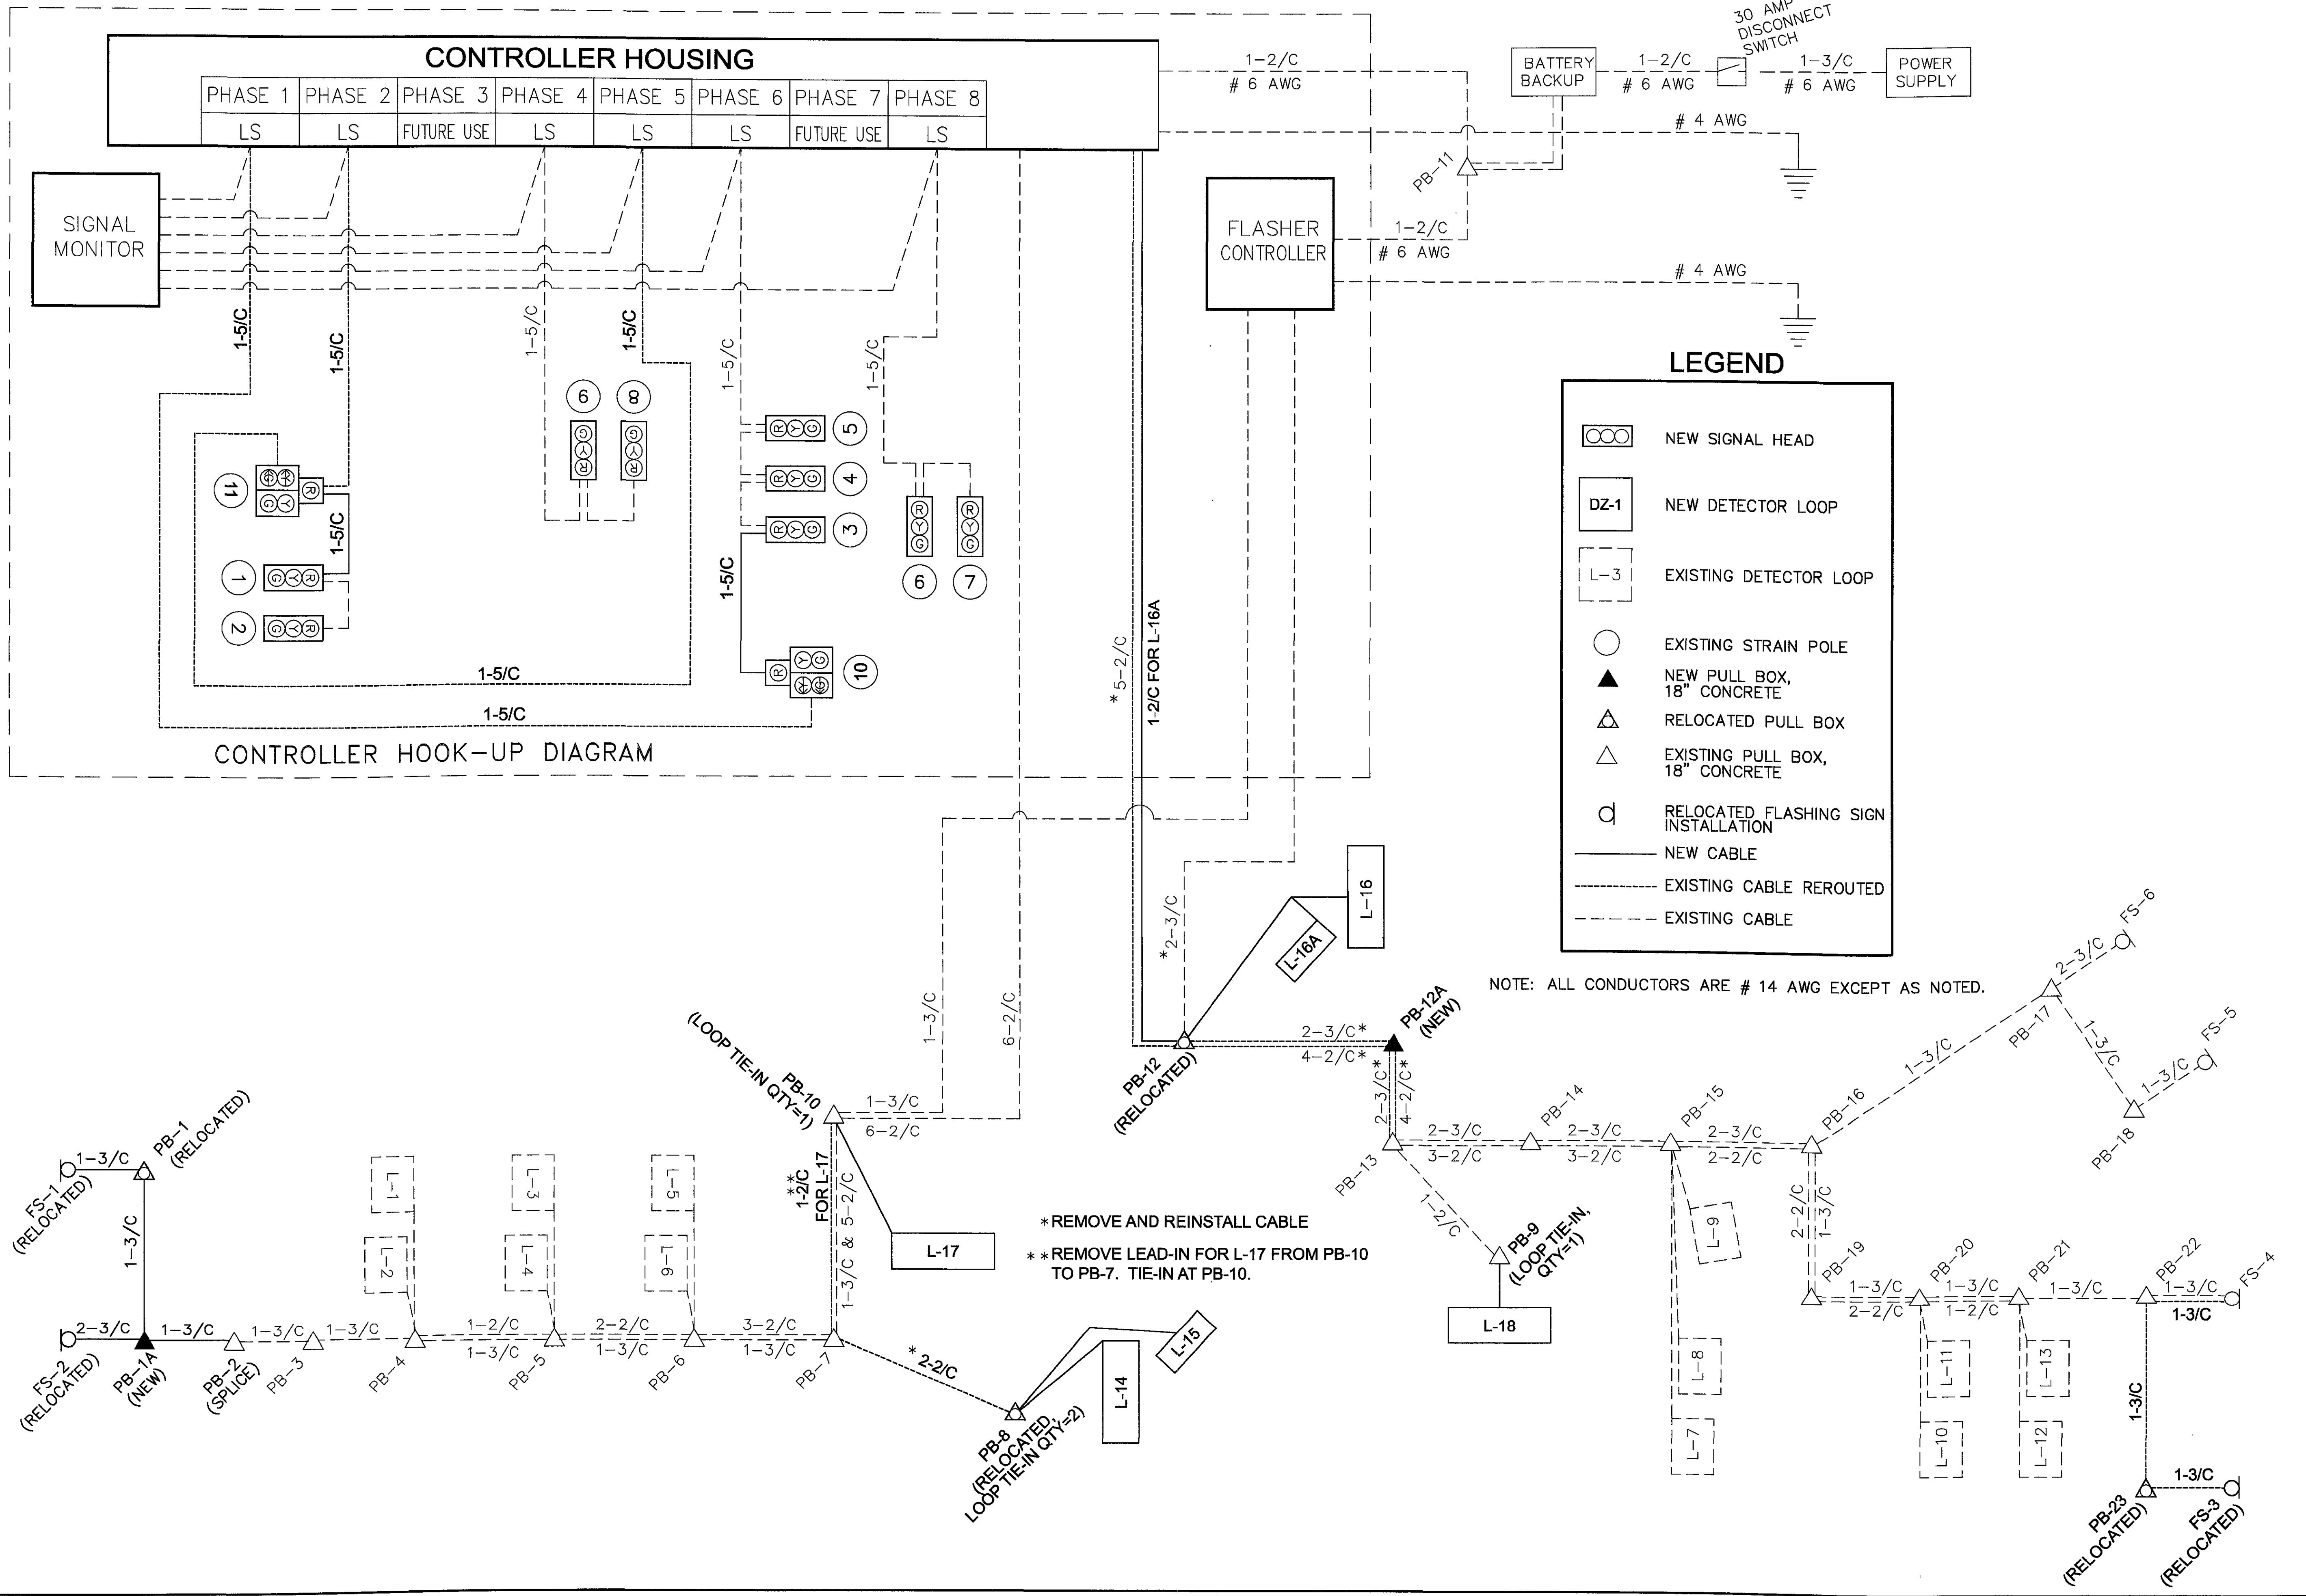 CONTROLLER HOUSING
PHASE 1 PHASE 2 PHASE 3 PHASE 4 PHASE 5 PHASE 6 PHASE 7 PHASE 8
LS LS FUTURE USE LS LS LS FUTURE USE LS
SIGNAL
MONITOR
1-5/C
1-5/C
1-5/C
1-5/C
1-5/C
1-5/C
9
8
G Y R
G Y R
R Y G
5
R Y G
4
R Y G
3
11
G Y
G Y
R
1-5/C
1
G Y R
2
G Y R
1-5/C
R Y G
R Y G
6
7
R
Y G
Y G
10
1-5/C
1-5/C
CONTROLLER HOOK-UP DIAGRAM
1-2/C
# 6 AWG
PB-11
BATTERY
BACKUP
1-2/C
# 6 AWG
30 AMP
DISCONNECT
SWITCH
1-3/C
# 6 AWG
POWER
SUPPLY
# 4 AWG
FLASHER
CONTROLLER
1-2/C
# 6 AWG
# 4 AWG
*5-2/C
1-2/C FOR L-16A
LEGEND
NEW SIGNAL HEAD
DZ-1
NEW DETECTOR LOOP
L-3
EXISTING DETECTOR LOOP
EXISTING STRAIN POLE
NEW PULL BOX,
18" CONCRETE
RELOCATED PULL BOX
EXISTING PULL BOX,
18" CONCRETE
RELOCATED FLASHING SIGN
INSTALLATION
NEW CABLE
EXISTING CABLE REROUTED
EXISTING CABLE
NOTE: ALL CONDUCTORS ARE # 14 AWG EXCEPT AS NOTED.
*2-3/C
L-16
L-16A
1-3/C
6-2/C
PB-10
(LOOP TIE-IN QTY=1)
1-3/C
6-2/C
PB-12
(RELOCATED)
2-3/C*
4-2/C*
PB-12A
(NEW)
2-3/C*
4-2/C*
PB-13
2-3/C
3-2/C
PB-14
2-3/C
3-2/C
PB-15
2-3/C
2-2/C
PB-16
1-3/C
PB-17
2-3/C
FS-6
1-3/C
PB-18
1-3/C
FS-5
1-2/C
PB-9
(LOOP TIE-IN,
QTY=1)
L-18
L-9
L-8
L-7
2-2/C
1-3/C
PB-19
1-3/C
2-2/C
PB-20
1-3/C
1-2/C
PB-21
1-3/C
PB-22
1-3/C
1-3/C
FS-4
L-11
L-10
L-13
L-12
1-3/C
PB-23
(RELOCATED)
1-3/C
FS-3
(RELOCATED)
FS-1
(RELOCATED)
1-3/C
PB-1
(RELOCATED)
1-3/C
FS-2
(RELOCATED)
2-3/C
PB-1A
(NEW)
1-3/C
PB-2
(SPLICE)
1-3/C
PB-3
1-3/C
PB-4
L-1
L-2
1-2/C
1-3/C
PB-5
L-3
L-4
2-2/C
1-3/C
PB-6
L-5
L-6
3-2/C
1-3/C
PB-7
**
1-2/C
FOR L-17
1-3/C & 5-2/C
L-17
* 2-2/C
PB-8
(RELOCATED,
LOOP TIE-IN QTY=2)
L-15
L-14
*REMOVE AND REINSTALL CABLE
**REMOVE LEAD-IN FOR L-17 FROM PB-10
TO PB-7. TIE-IN AT PB-10.